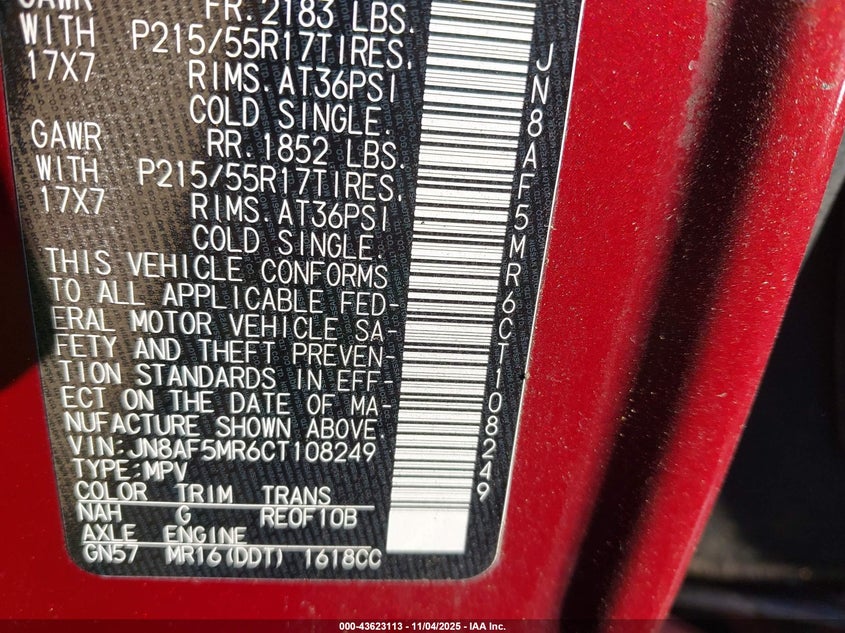 GAWR FR. 2183 LBS.
WITH P215/55R17TIRES.
17X7 RIMS. AT36PSI
COLD SINGLE.
GAWR RR. 1852 LBS.
WITH P215/55R17TIRES.
17X7 RIMS. AT36PSI
COLD SINGLE.
THIS VEHICLE CONFORMS
TO ALL APPLICABLE FED-
ERAL MOTOR VEHICLE SA-
FETY AND THEFT PREVEN-
TION STANDARDS IN EFF-
ECT ON THE DATE OF MA-
NUFACTURE SHOWN ABOVE.
VIN:JN8AF5MR6CT108249
TYPE:MPV
COLOR TRIM TRANS
NAH G RE0F10B
AXLE ENGINE
GN57 MR16(DDT) 1618CC
JN8AF5MR6CT108249
000-43623113 - 11/04/2025 - IAA Inc.